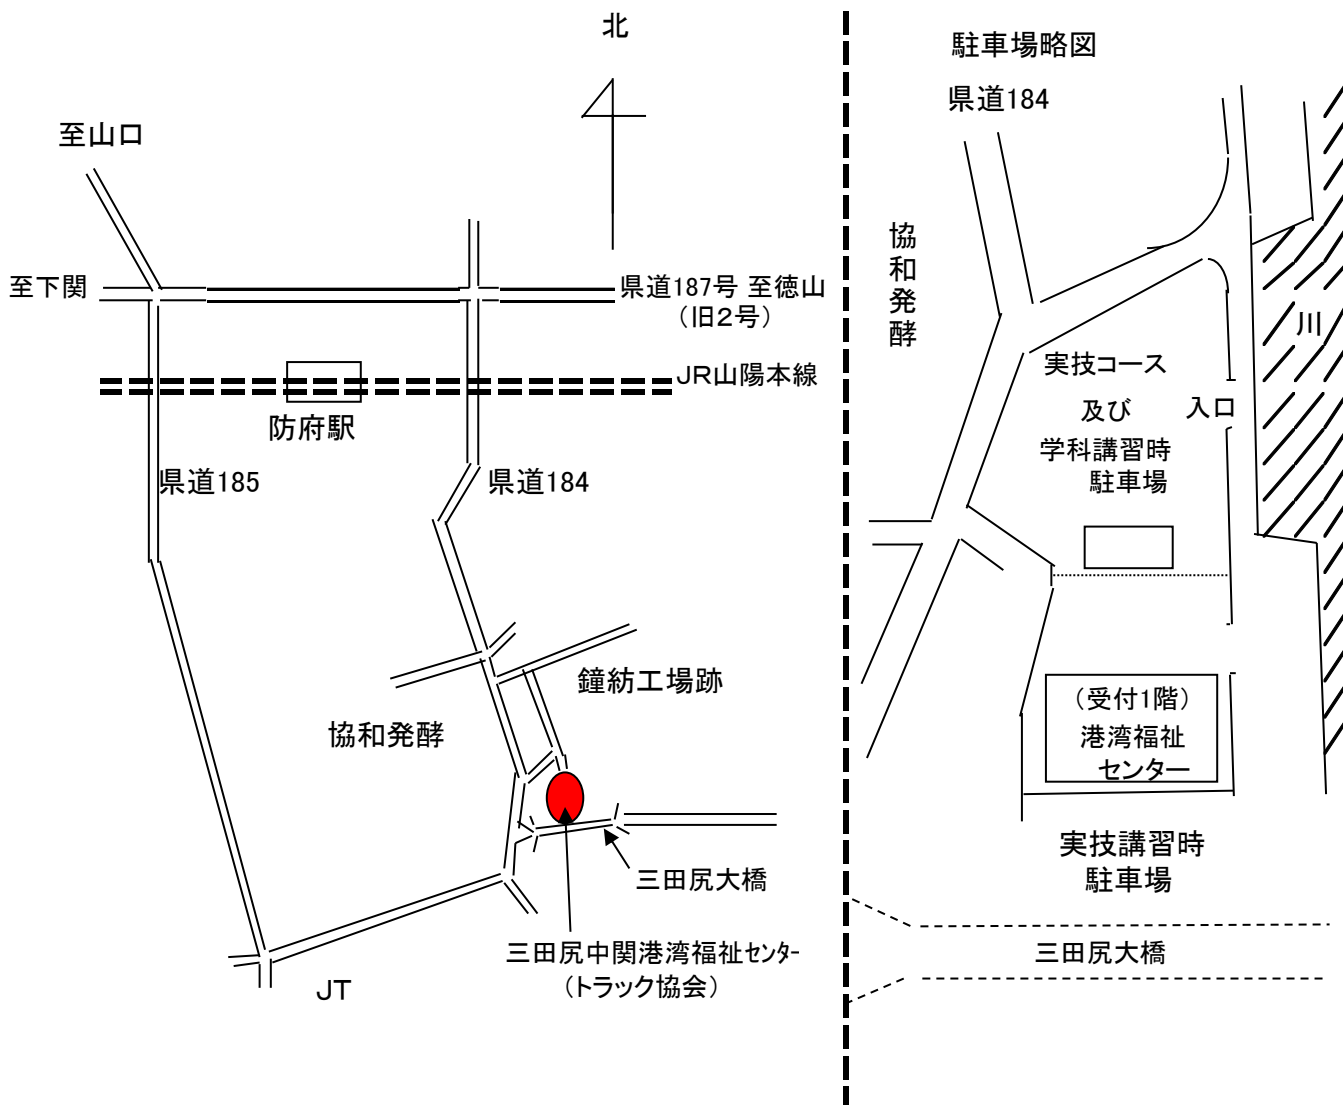 北
至山口
至下関
県道187号 至徳山
（旧2号）
JR山陽本線
防府駅
県道185
県道184
鐘紡工場跡
協和発酵
三田尻大橋
三田尻中関港湾福祉センター
（トラック協会）
JT
駐車場略図
県道184
協和発酵
川
実技コース
及び
入口
学科講習時
駐車場
（受付1階）
港湾福祉
センター
実技講習時
駐車場
三田尻大橋